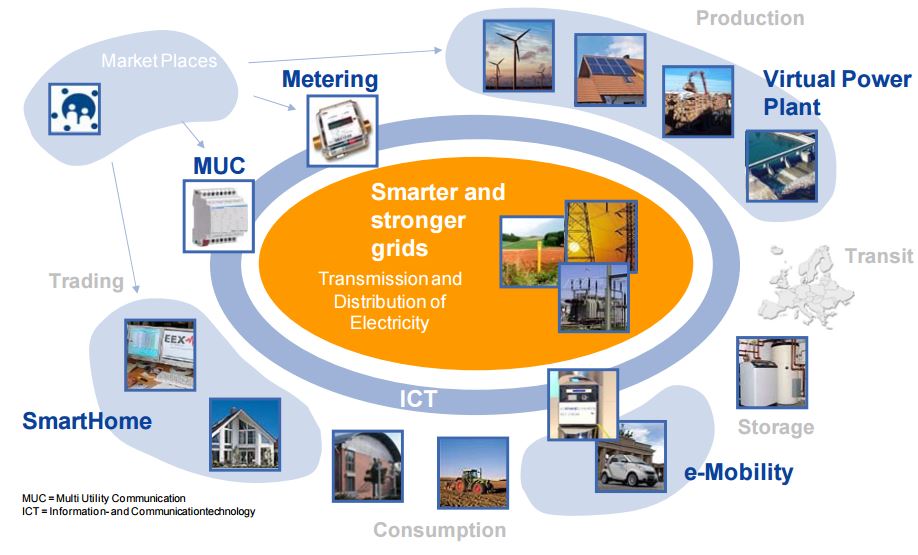 Production
Market Places
Metering
Virtual Power
Plant
MUC
Smarter and
stronger
grids
Transmission and
Distribution of
Electricity
Transit
Trading
EEX
ICT
SmartHome
Storage
e-Mobility
MUC = Multi Utility Communication
ICT = Information- and Communicationtechnology
Consumption